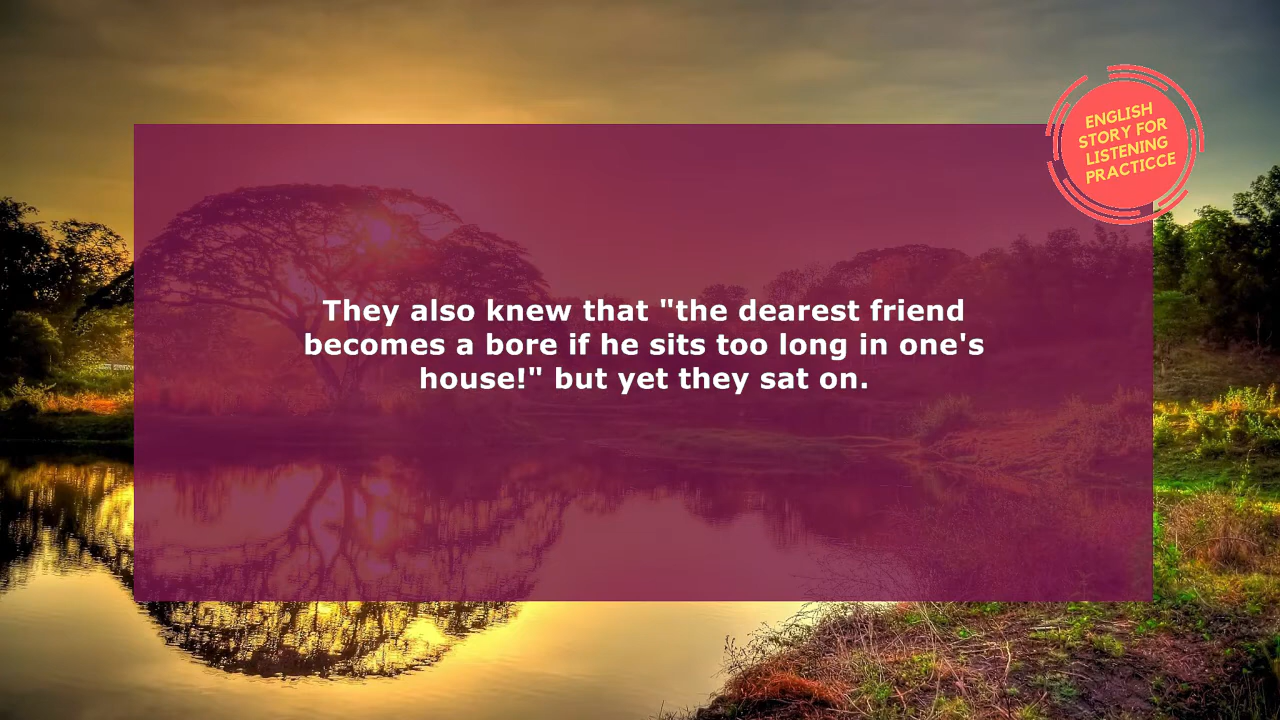 ENGLISH
STORY FOR
LISTENING
PRACTICCE
They also knew that "the dearest friend
becomes a bore if he sits too long in one's
house!" but yet they sat on.